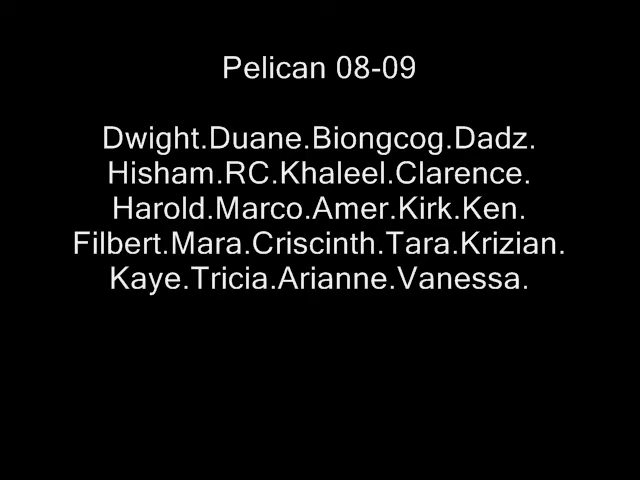 Pelican 08-09
Dwight.Duane.Biongcog.Dadz.
Hisham.RC.Khaleel.Clarence.
Harold.Marco.Amer.Kirk.Ken.
Filbert.Mara.Criscinth.Tara.Krizian.
Kaye.Tricia.Arianne.Vanessa.